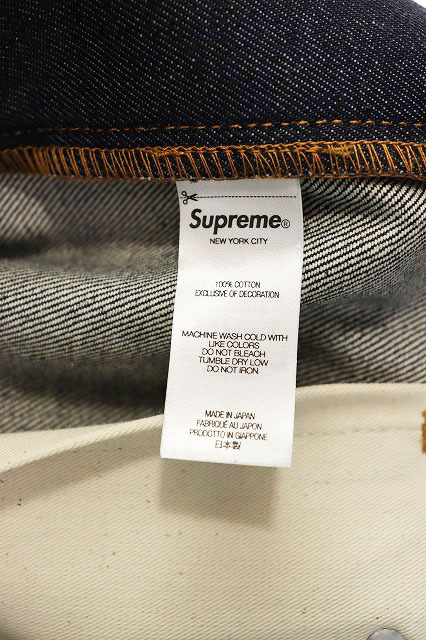 Supreme®
NEW YORK CITY
100% COTTON
EXCLUSIVE OF DECORATION
MACHINE WASH COLD WITH
LIKE COLORS
DO NOT BLEACH
TUMBLE DRY LOW
DO NOT IRON
MADE IN JAPAN
FABRIQUÉ AU JAPON
PRODOTTO IN GIAPPONE
日本製